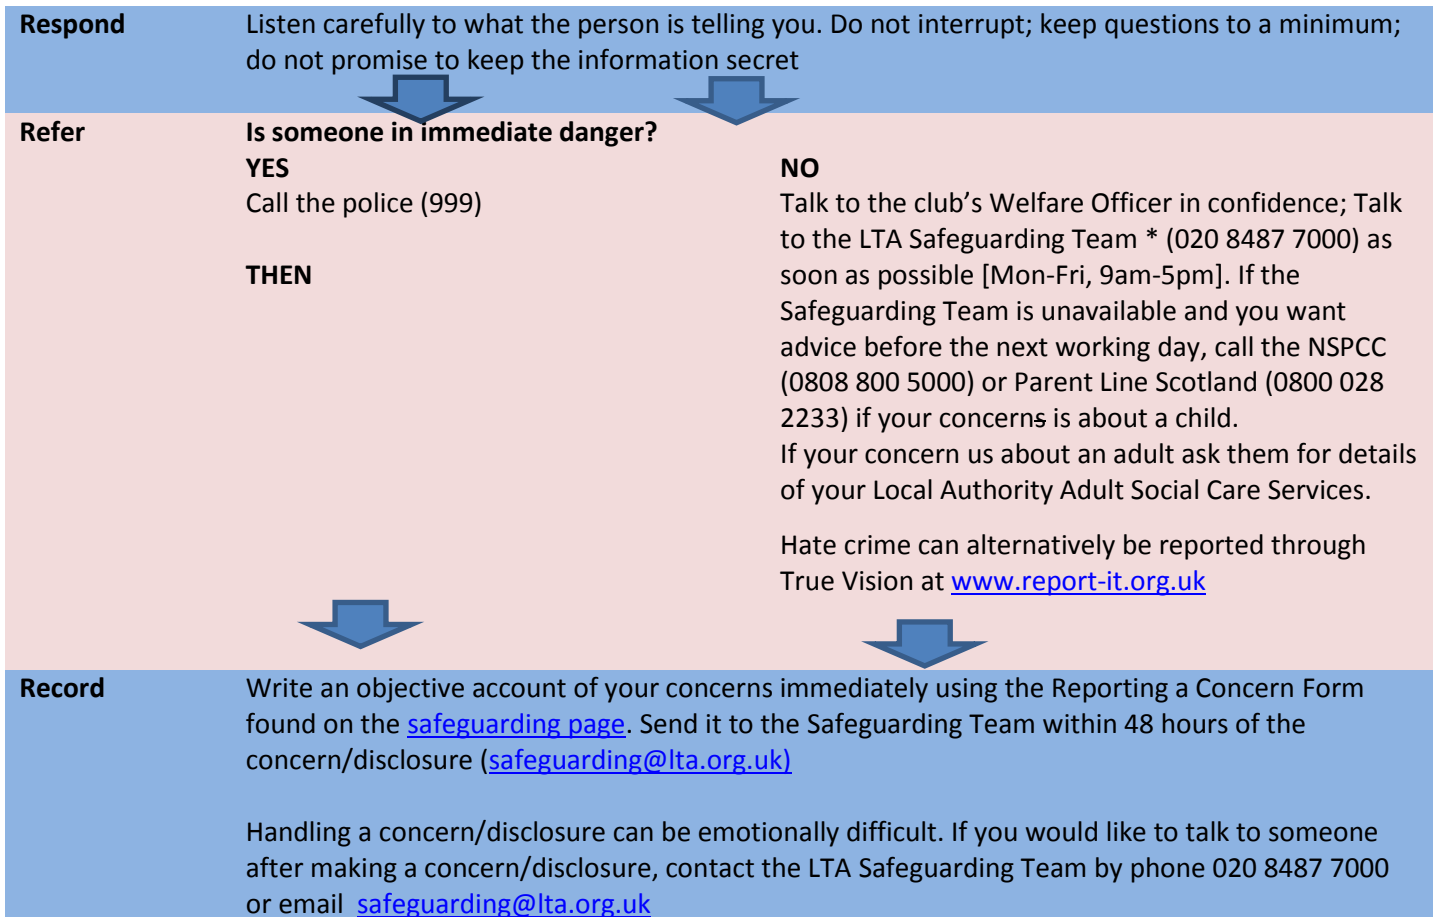 Respond
Listen carefully to what the person is telling you. Do not interrupt; keep questions to a minimum;
do not promise to keep the information secret
Refer
Is someone in immediate danger?
YES
Call the police (999)
THEN
NO
Talk to the club’s Welfare Officer in confidence; Talk
to the LTA Safeguarding Team * (020 8487 7000) as
soon as possible [Mon-Fri, 9am-5pm]. If the
Safeguarding Team is unavailable and you want
advice before the next working day, call the NSPCC
(0808 800 5000) or Parent Line Scotland (0800 028
2233) if your concerns is about a child.
If your concern us about an adult ask them for details
of your Local Authority Adult Social Care Services.
Hate crime can alternatively be reported through
True Vision at www.report-it.org.uk
Record
Write an objective account of your concerns immediately using the Reporting a Concern Form
found on the safeguarding page. Send it to the Safeguarding Team within 48 hours of the
concern/disclosure (safeguarding@lta.org.uk)
Handling a concern/disclosure can be emotionally difficult. If you would like to talk to someone
after making a concern/disclosure, contact the LTA Safeguarding Team by phone 020 8487 7000
or email safeguarding@lta.org.uk